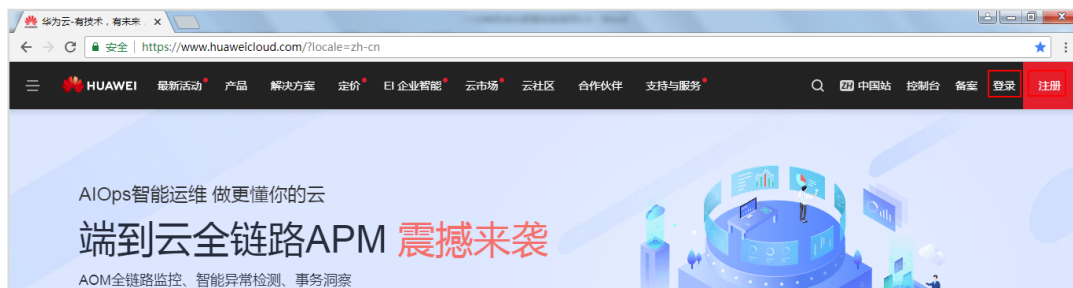 华为云-有技术，有未来
安全 https://www.huaweicloud.com/?locale=zh-cn
HUAWEI 最新活动 产品 解决方案 定价 EI 企业智能 云市场 云社区 合作伙伴 支持与服务 ZH 中国站 控制台 备案 登录 注册
AIOps智能运维 做更懂你的云
端到云全链路APM 震撼来袭
AOM全链路监控、智能异常检测、事务洞察